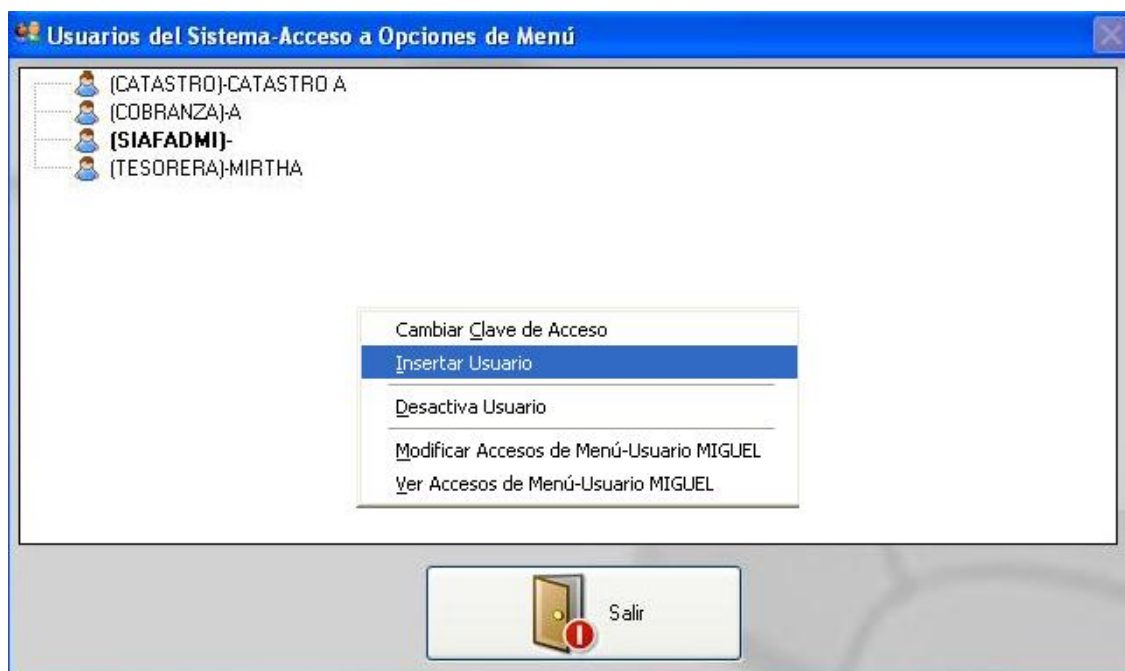 Usuarios del Sistema-Acceso a Opciones de Menú
(CATASTRO)-CATASTRO A
(COBRANZA)-A
(SIAFADMI)-
(TESORERA)-MIRTHA
Cambiar Clave de Acceso
Insertar Usuario
Desactiva Usuario
Modificar Accesos de Menú-Usuario MIGUEL
Ver Accesos de Menú-Usuario MIGUEL
Salir